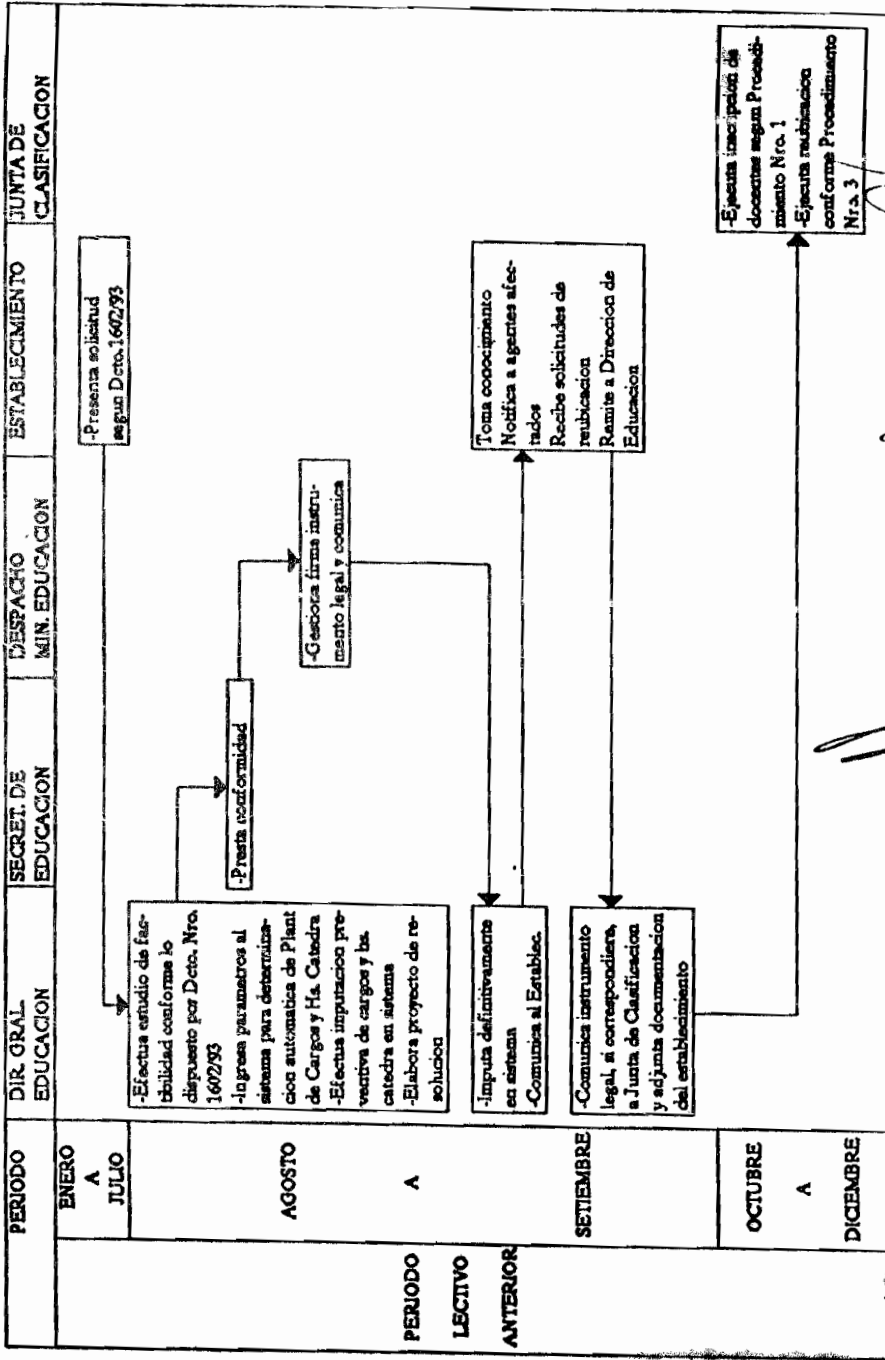 PERIODO
DIR. GRAL.
EDUCACION
SECRET. DE
EDUCACION
DESPACHO
MIN. EDUCACION
ESTABLECIMIENTO
JUNTA DE
CLASIFICACION
PERIODO
LECTIVO
ANTERIOR
ENERO
A
JULIO
-Presenta solicitud
segun Dcto. 1602/93
AGOSTO
A
SETIEMBRE
-Efectua estudio de fac-
tibilidad conforme lo
dispuesto por Dcto. Nro.
1602/93
-Ingresa parametros al
sistema para determina-
cion automatica de Plant
de Cargos y Hs. Catedra
-Efectua imputacion pre-
ventiva de cargos y hs.
catedra en sistema
-Elabora proyecto de re-
solucion
-Presta conformidad
-Gestiona firma instru-
mento legal y comunica
-Imputa definitivamente
en sistema
-Comunica al Establec.
Toma conocimiento
Notifica a agentes afec-
tados
Recibe solicitudes de
reubicacion
Remite a Direccion de
Educacion
-Comunica instrumento
legal, si correspondiera,
a Junta de Clasificacion
y adjunta documentacion
del establecimiento
OCTUBRE
A
DICIEMBRE
-Ejecuta inscripcion de
docentes segun Procedi-
miento Nro. 1
-Ejecuta reubicacion
conforme Procedimiento
Nro. 3